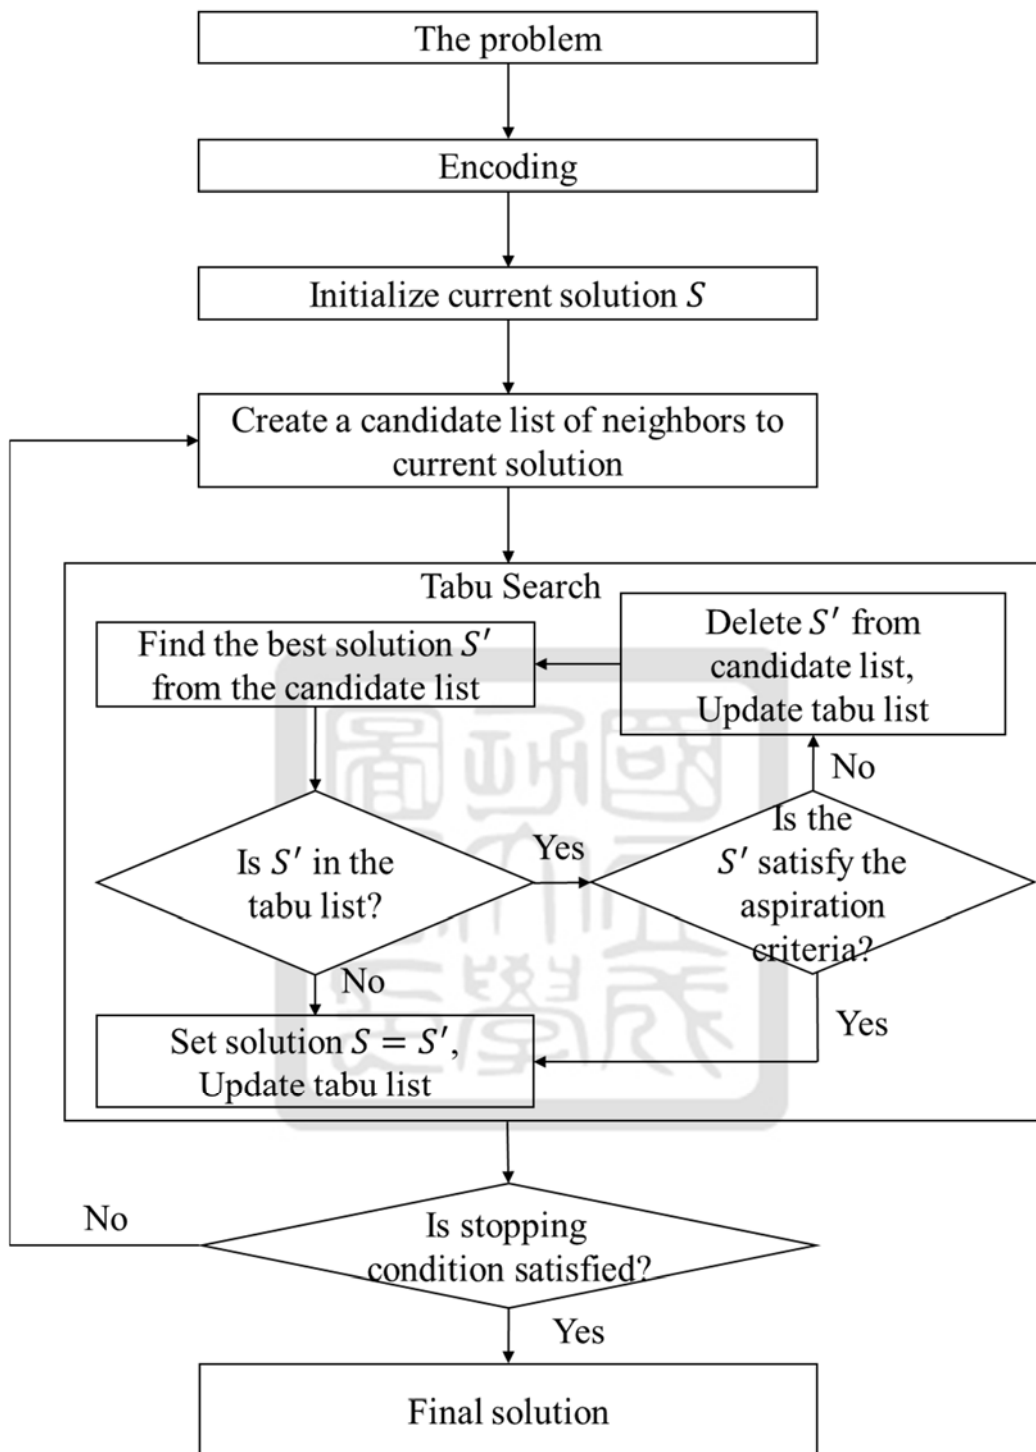 The problem
Encoding
Initialize current solution S
Create a candidate list of neighbors to
current solution
Tabu Search
Find the best solution S′
from the candidate list
Delete S′ from
candidate list,
Update tabu list
No
Is S′ in the
tabu list?
Yes
Is the
S′ satisfy the
aspiration
criteria?
No
Yes
Set solution S = S′,
Update tabu list
No
Is stopping
condition satisfied?
Yes
Final solution